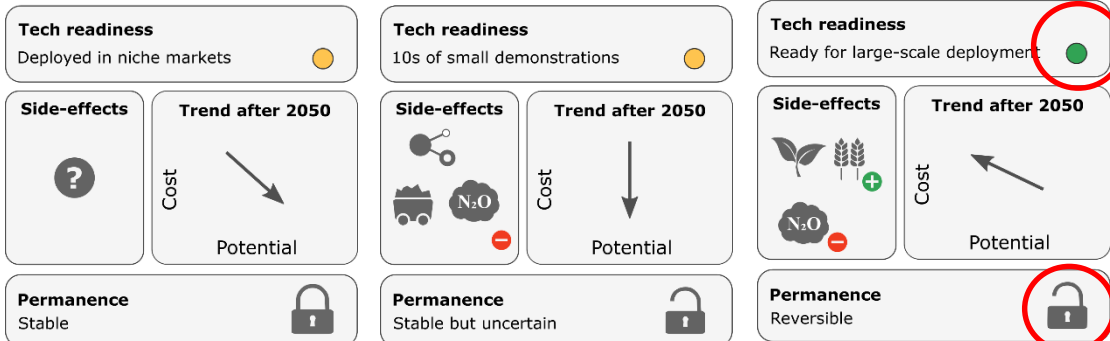 Tech readiness
Deployed in niche markets
Side-effects
?
Trend after 2050
Cost
Potential
Permanence
Stable
Tech readiness
10s of small demonstrations
Side-effects
N₂O
Trend after 2050
Cost
Potential
Permanence
Stable but uncertain
Tech readiness
Ready for large-scale deployment
Side-effects
N₂O
Trend after 2050
Cost
Potential
Permanence
Reversible